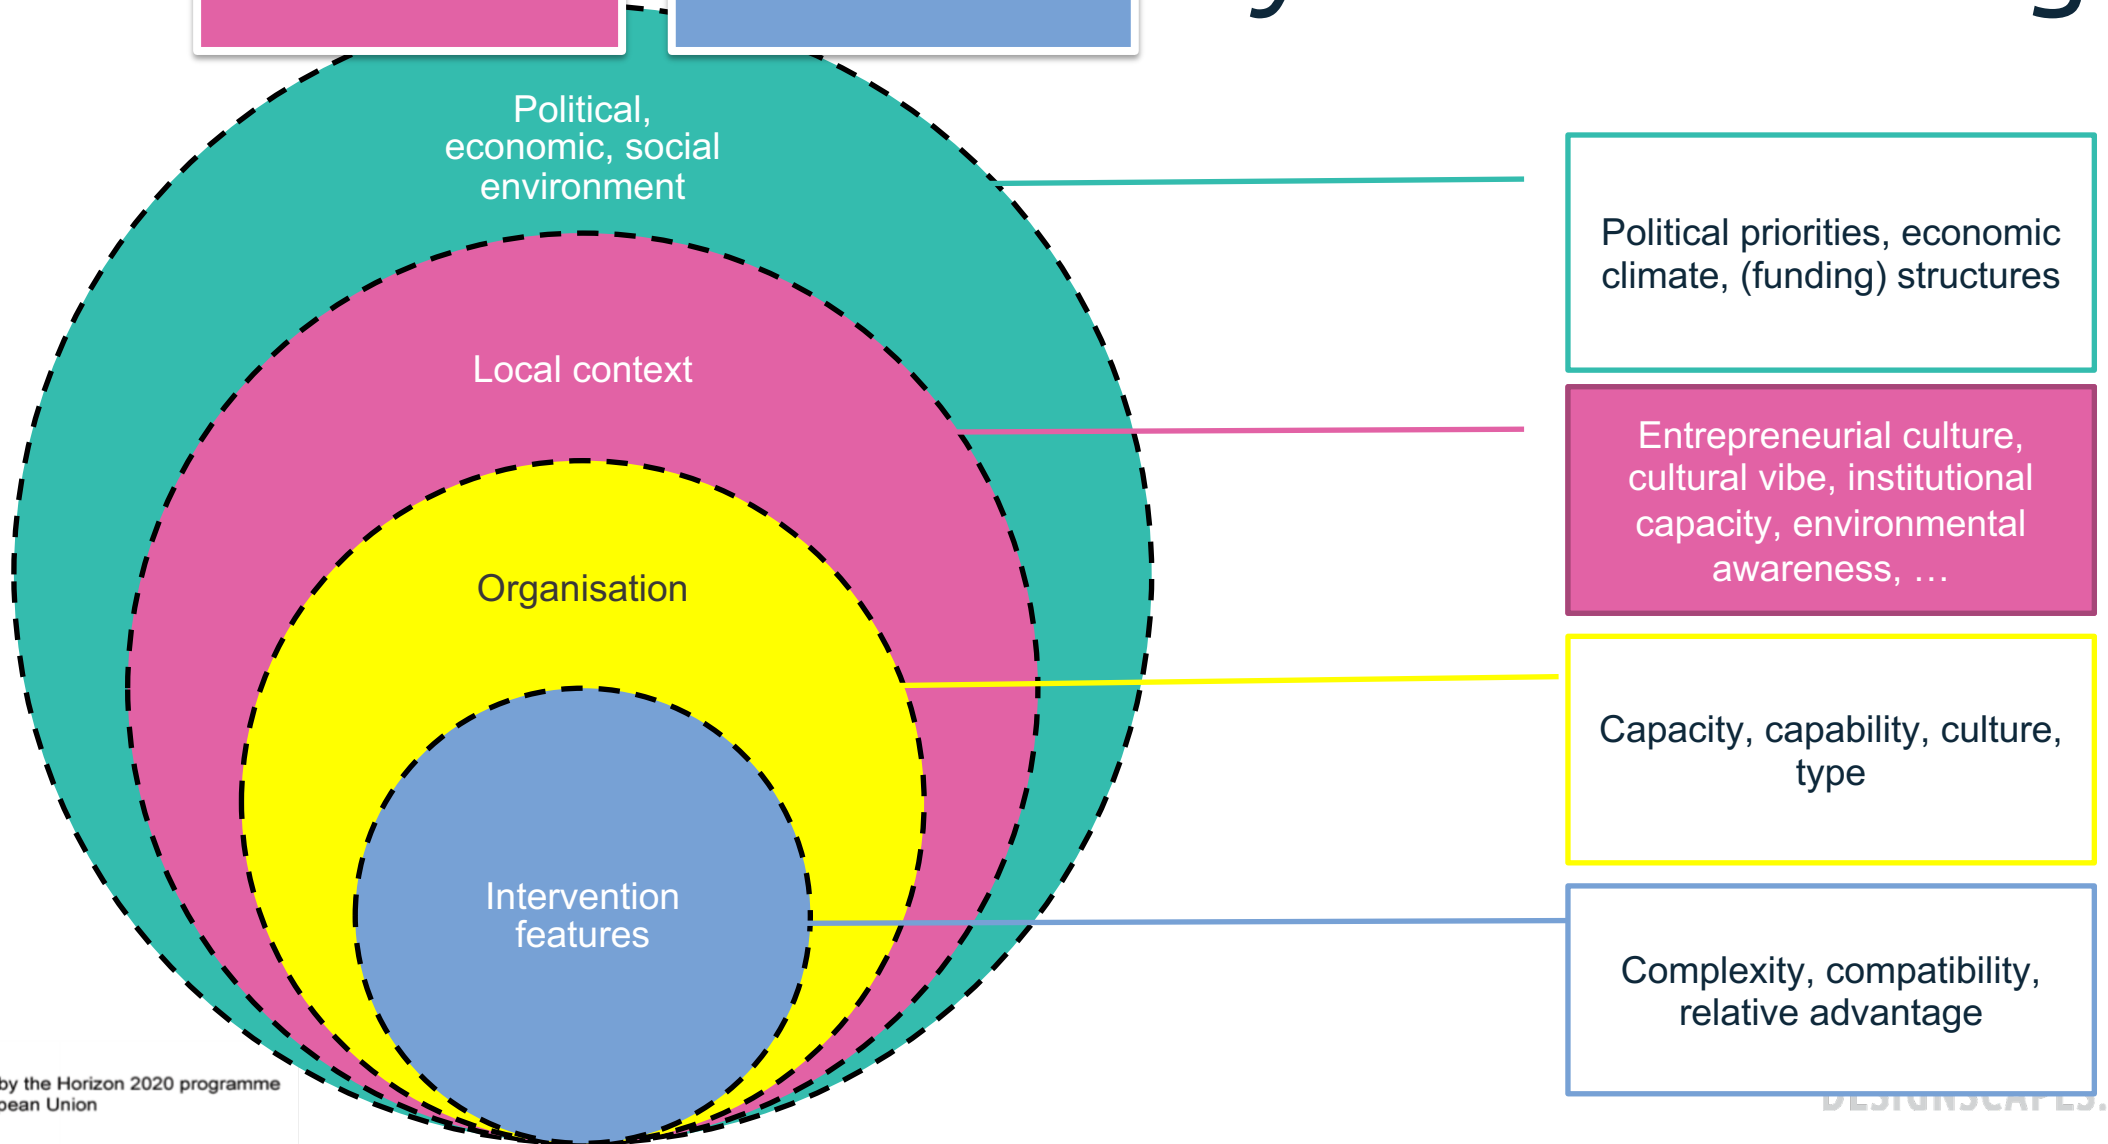 Political,
economic, social
environment
Local context
Organisation
Intervention
features
Political priorities, economic
climate, (funding) structures
Entrepreneurial culture,
cultural vibe, institutional
capacity, environmental
awareness, …
Capacity, capability, culture,
type
Complexity, compatibility,
relative advantage
by the Horizon 2020 programme
Union
DESIGNSCAPES.